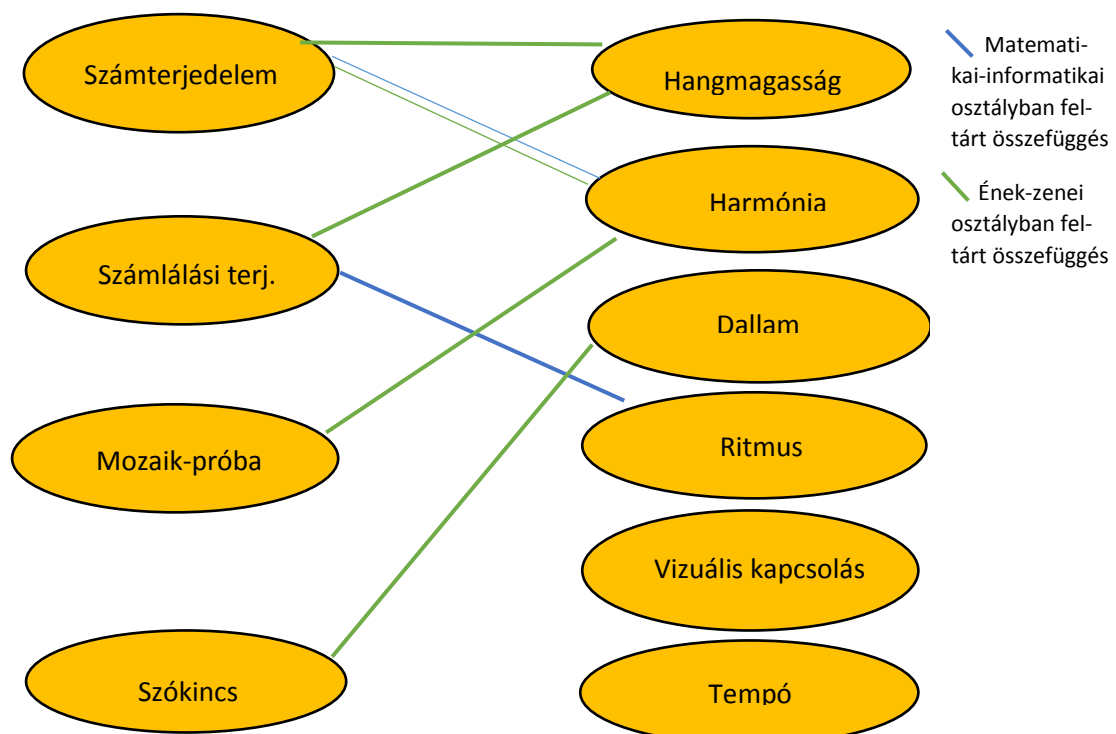 Számterjedelem
Számlálási terj.
Mozaik-próba
Szókincs
Hangmagasság
Harmónia
Dallam
Ritmus
Vizuális kapcsolás
Tempó
Matemati-
kai-informatikai
osztályban fel-
tárt összefüggés
Ének-zenei
osztályban fel-
tárt összefüggés